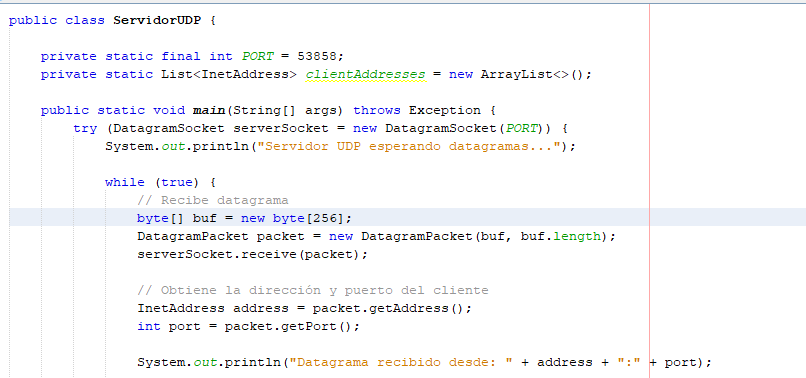 public class ServidorUDP {
private static final int PORT = 53858;
private static List<InetAddress> clientAddresses = new ArrayList<>();
public static void main(String[] args) throws Exception {
try (DatagramSocket serverSocket = new DatagramSocket(PORT)) {
System.out.println("Servidor UDP esperando datagramas...");
while (true) {
// Recibe datagrama
byte[] buf = new byte[256];
DatagramPacket packet = new DatagramPacket(buf, buf.length);
serverSocket.receive(packet);
// Obtiene la dirección y puerto del cliente
InetAddress address = packet.getAddress();
int port = packet.getPort();
System.out.println("Datagrama recibido desde: " + address + ":" + port);